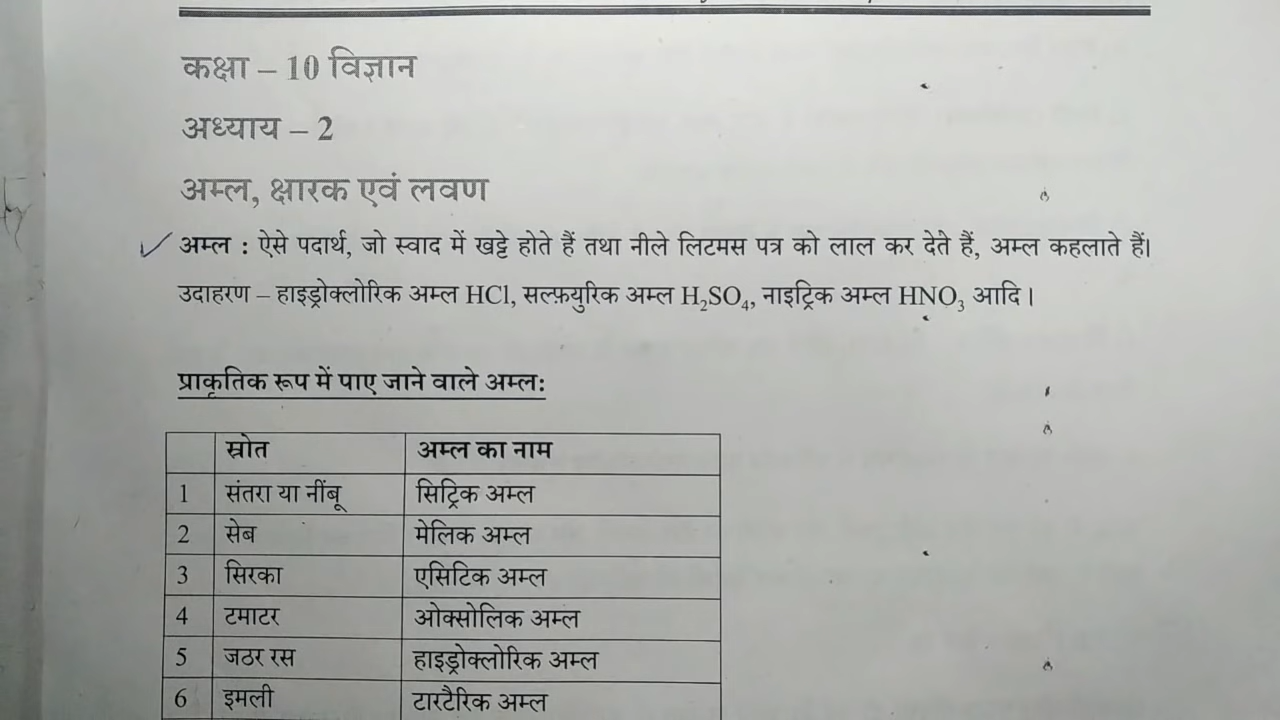 कक्षा – 10 विज्ञान
अध्याय – 2
अम्ल, क्षारक एवं लवण
अम्ल : ऐसे पदार्थ, जो स्वाद में खट्टे होते हैं तथा नीले लिटमस पत्र को लाल कर देते हैं, अम्ल कहलाते हैं।
उदाहरण – हाइड्रोक्लोरिक अम्ल HCl, सल्फ़युरिक अम्ल H₂SO₄, नाइट्रिक अम्ल HNO₃ आदि ।
प्राकृतिक रूप में पाए जाने वाले अम्ल:
स्रोत अम्ल का नाम
1 संतरा या नींबू सिट्रिक अम्ल
2 सेब मेलिक अम्ल
3 सिरका एसिटिक अम्ल
4 टमाटर ओक्सोलिक अम्ल
5 जठर रस हाइड्रोक्लोरिक अम्ल
6 इमली टारटैरिक अम्ल